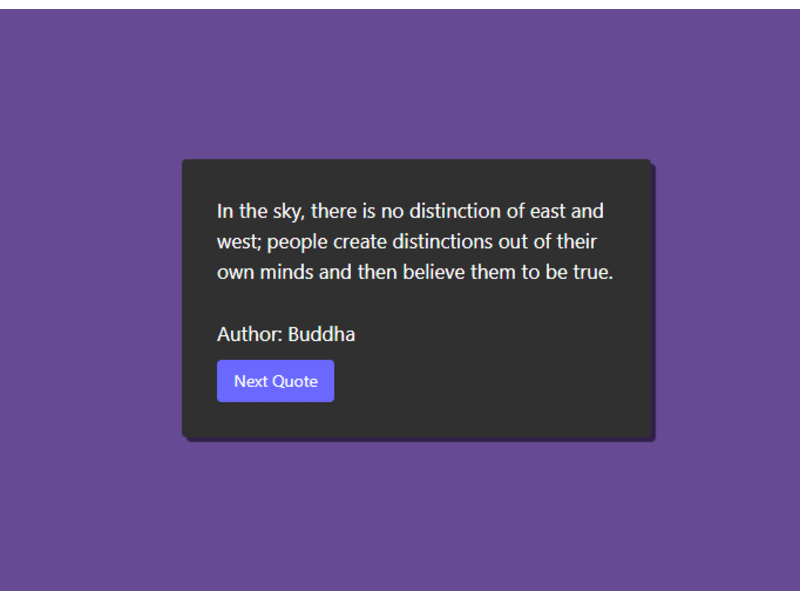 In the sky, there is no distinction of east and
west; people create distinctions out of their
own minds and then believe them to be true.
Author: Buddha
Next Quote